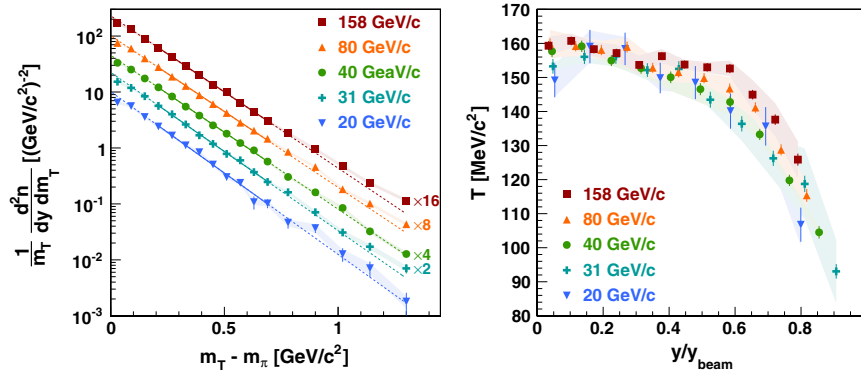 158 GeV/c
80 GeV/c
40 GeaV/c
31 GeV/c
20 GeV/c
×16
×8
×4
×2
10²
10
1
10⁻¹
10⁻²
10⁻³
0
0.5
1
1/m_T d²n/dy dm_T [(GeV/c²)⁻²]
m_T - m_π [GeV/c²]
170
160
150
140
130
120
110
100
90
80
T [MeV/c²]
158 GeV/c
80 GeV/c
40 GeV/c
31 GeV/c
20 GeV/c
0
0.2
0.4
0.6
0.8
y/y_beam